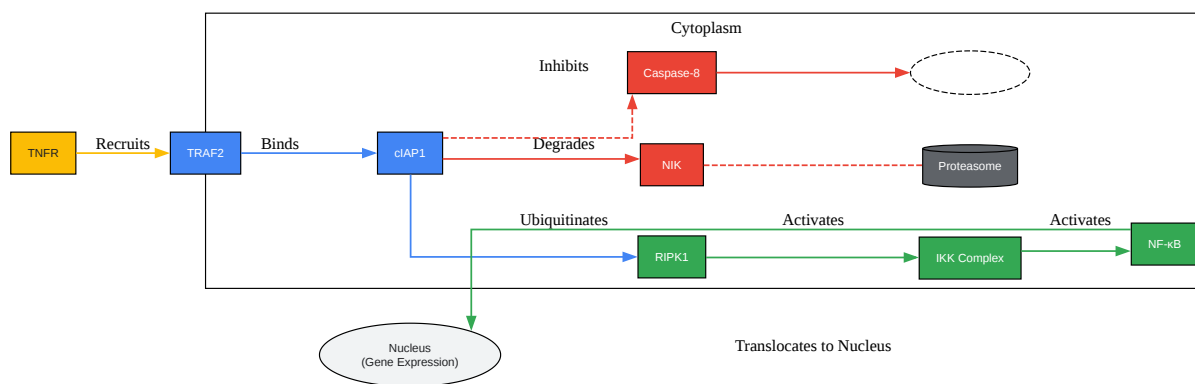 Cytoplasm
Inhibits
Caspase-8
TNFR
Recruits
TRAF2
Binds
cIAP1
Degrades
NIK
Proteasome
Ubiquitinates
Activates
Activates
NF-κB
RIPK1
IKK Complex
Nucleus
(Gene Expression)
Translocates to Nucleus